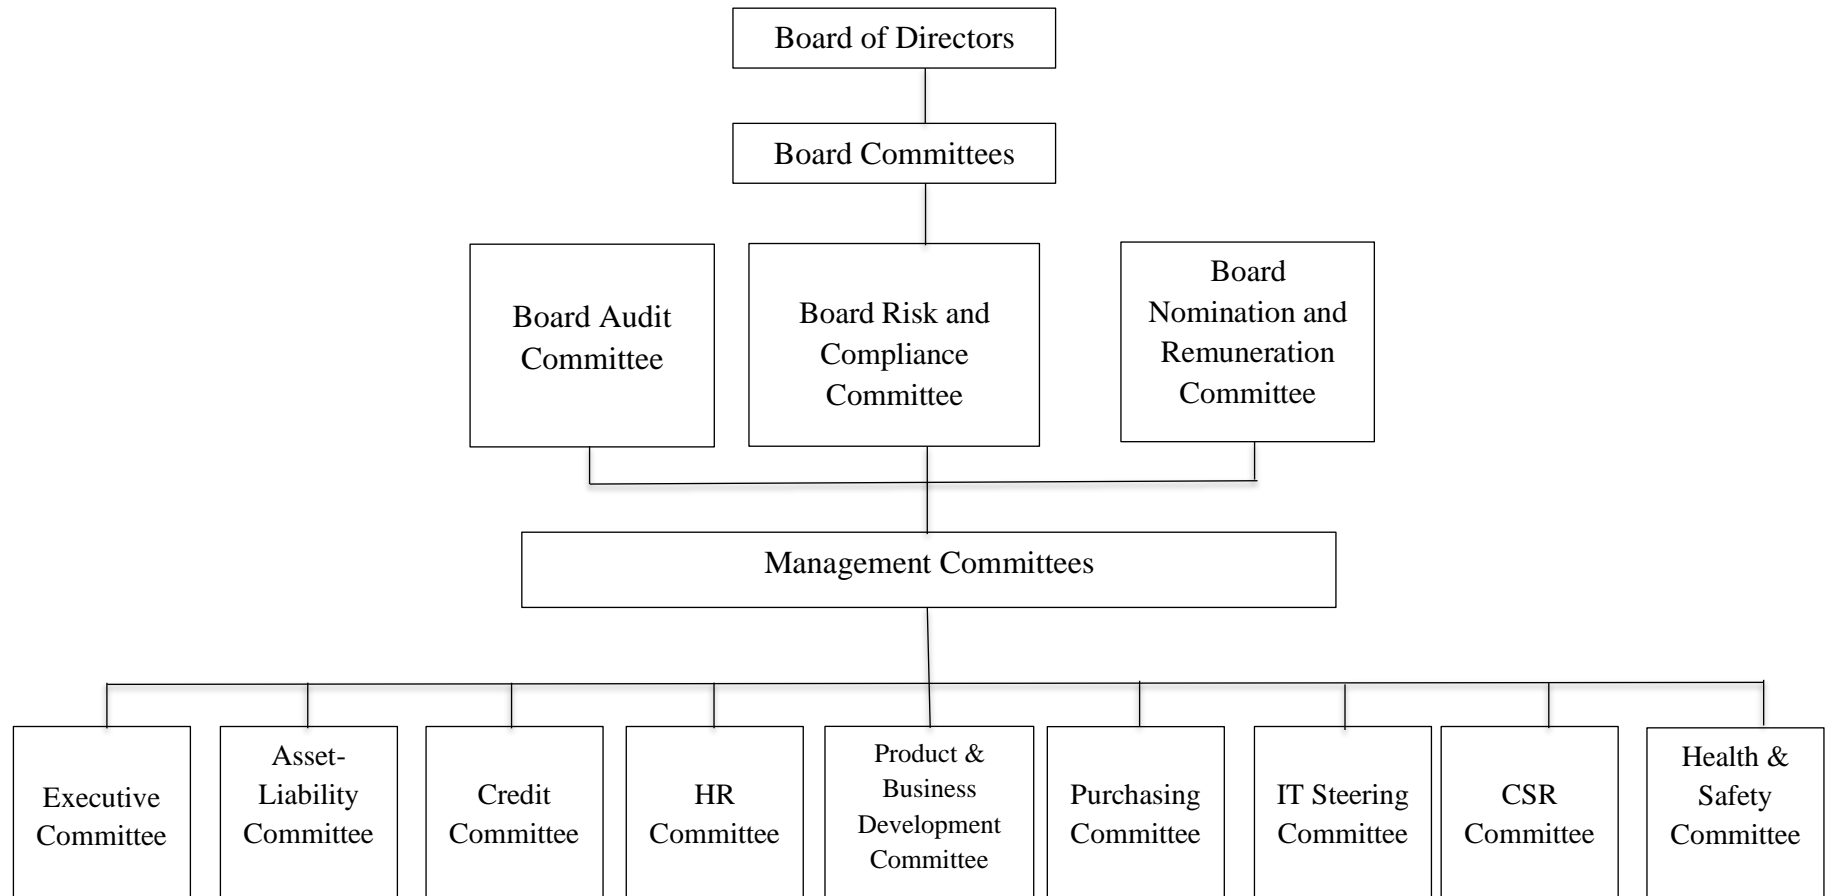 Board of Directors
Board Committees
Board Audit
Committee
Board Risk and
Compliance
Committee
Board
Nomination and
Remuneration
Committee
Management Committees
Executive
Committee
Asset-
Liability
Committee
Credit
Committee
HR
Committee
Product &
Business
Development
Committee
Purchasing
Committee
IT Steering
Committee
CSR
Committee
Health &
Safety
Committee